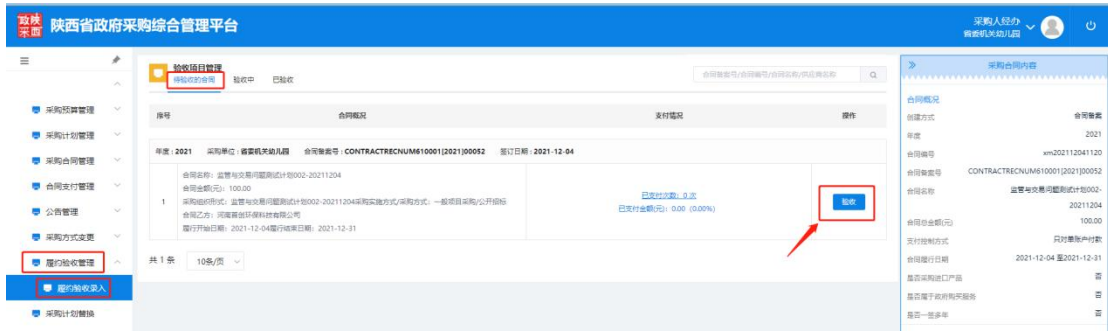 政陕
采西
陕西省政府采购综合管理平台
采购人经办
省委机关幼儿园
采购预算管理
采购计划管理
采购合同管理
合同支付管理
公告管理
采购方式变更
履约验收管理
履约验收录入
采购计划替换
验收项目管理
待验收的合同 验收中 已验收
合同备案号/合同编号/合同名称/供应商名称
序号 合同概况 支付情况 操作
年度：2021 采购单位：省委机关幼儿园 合同备案号：CONTRACTRECNUM610001[2021]00052 签订日期：2021-12-04
合同名称：监管与交易问题测试计划002-20211204
合同金额(元)：100.00
1 采购组织形式：监管与交易问题测试计划002-20211204采购实施方式/采购方式：一般项目采购/公开招标
合同乙方：河南省创环保科技有限公司
履行开始日期：2021-12-04履行结束日期：2021-12-31
已支付次数：0 次
已支付金额(元)：0.00 (0.00%)
验收
共 1 条 10条/页
采购合同内容
合同概况
创建方式 合同备案
年度 2021
合同编号 xm202112041120
合同备案号 CONTRACTRECNUM610001[2021]00052
合同名称 监管与交易问题测试计划002-
20211204
合同总金额(元) 100.00
支付控制方式 只对单账户付款
合同履行日期 2021-12-04 至2021-12-31
是否采购进口产品 否
是否属于政府购买服务 否
是否一签多年 否